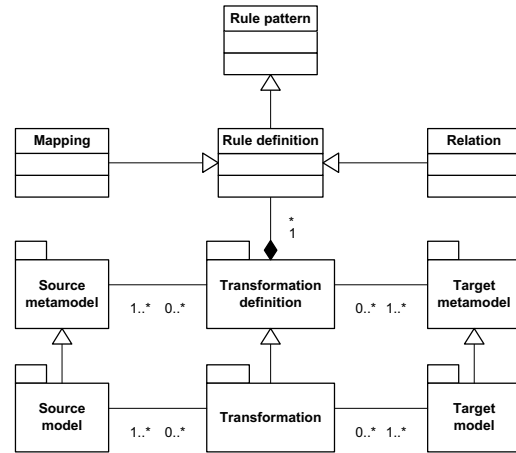 Rule pattern
Mapping
Rule definition
Relation
*
1
Source
metamodel
Transformation
definition
Target
metamodel
1..* 0..*
0..* 1..*
Source
model
Transformation
Target
model
1..* 0..*
0..* 1..*